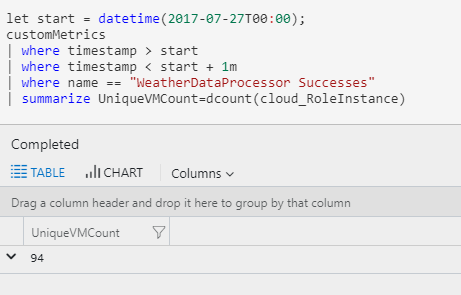 let start = datetime(2017-07-27T00:00);
customMetrics
| where timestamp > start
| where timestamp < start + 1m
| where name == "WeatherDataProcessor Successes"
| summarize UniqueVMCount=dcount(cloud_RoleInstance)
Completed
TABLE CHART Columns
Drag a column header and drop it here to group by that column
UniqueVMCount
94